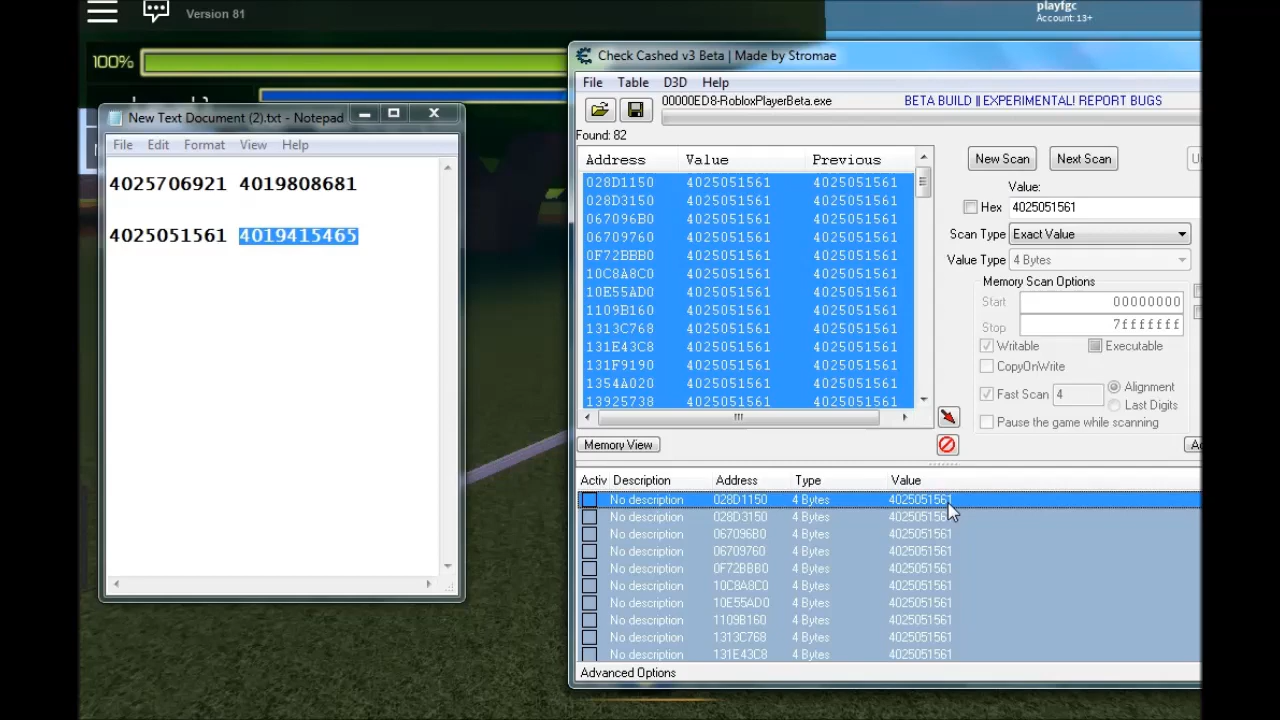 Version 81
playfgc
Account: 13+
100%
New Text Document (2).txt - Notepad
File Edit Format View Help
4025706921 4019808681
4025051561 4019415465
Check Cashed v3 Beta | Made by Stromae
File Table D3D Help
00000ED8-RobloxPlayerBeta.exe
BETA BUILD || EXPERIMENTAL! REPORT BUGS
Found: 82
Address Value Previous
028D1150 4025051561 4025051561
028D3150 4025051561 4025051561
067096B0 4025051561 4025051561
06709760 4025051561 4025051561
0F72BBB0 4025051561 4025051561
10C8A8C0 4025051561 4025051561
10E55AD0 4025051561 4025051561
1109B160 4025051561 4025051561
1313C768 4025051561 4025051561
131E43C8 4025051561 4025051561
131F9190 4025051561 4025051561
1354A020 4025051561 4025051561
13925738 4025051561 4025051561
New Scan Next Scan
Value:
Hex 4025051561
Scan Type Exact Value
Value Type 4 Bytes
Memory Scan Options
Start 00000000
Stop 7fffffff
Writable Executable
CopyOnWrite
Fast Scan 4 Alignment
Last Digits
Pause the game while scanning
Memory View
Activ Description Address Type Value
No description 028D1150 4 Bytes 4025051561
No description 028D3150 4 Bytes 4025051561
No description 067096B0 4 Bytes 4025051561
No description 06709760 4 Bytes 4025051561
No description 0F72BBB0 4 Bytes 4025051561
No description 10C8A8C0 4 Bytes 4025051561
No description 10E55AD0 4 Bytes 4025051561
No description 1109B160 4 Bytes 4025051561
No description 1313C768 4 Bytes 4025051561
No description 131E43C8 4 Bytes 4025051561
Advanced Options